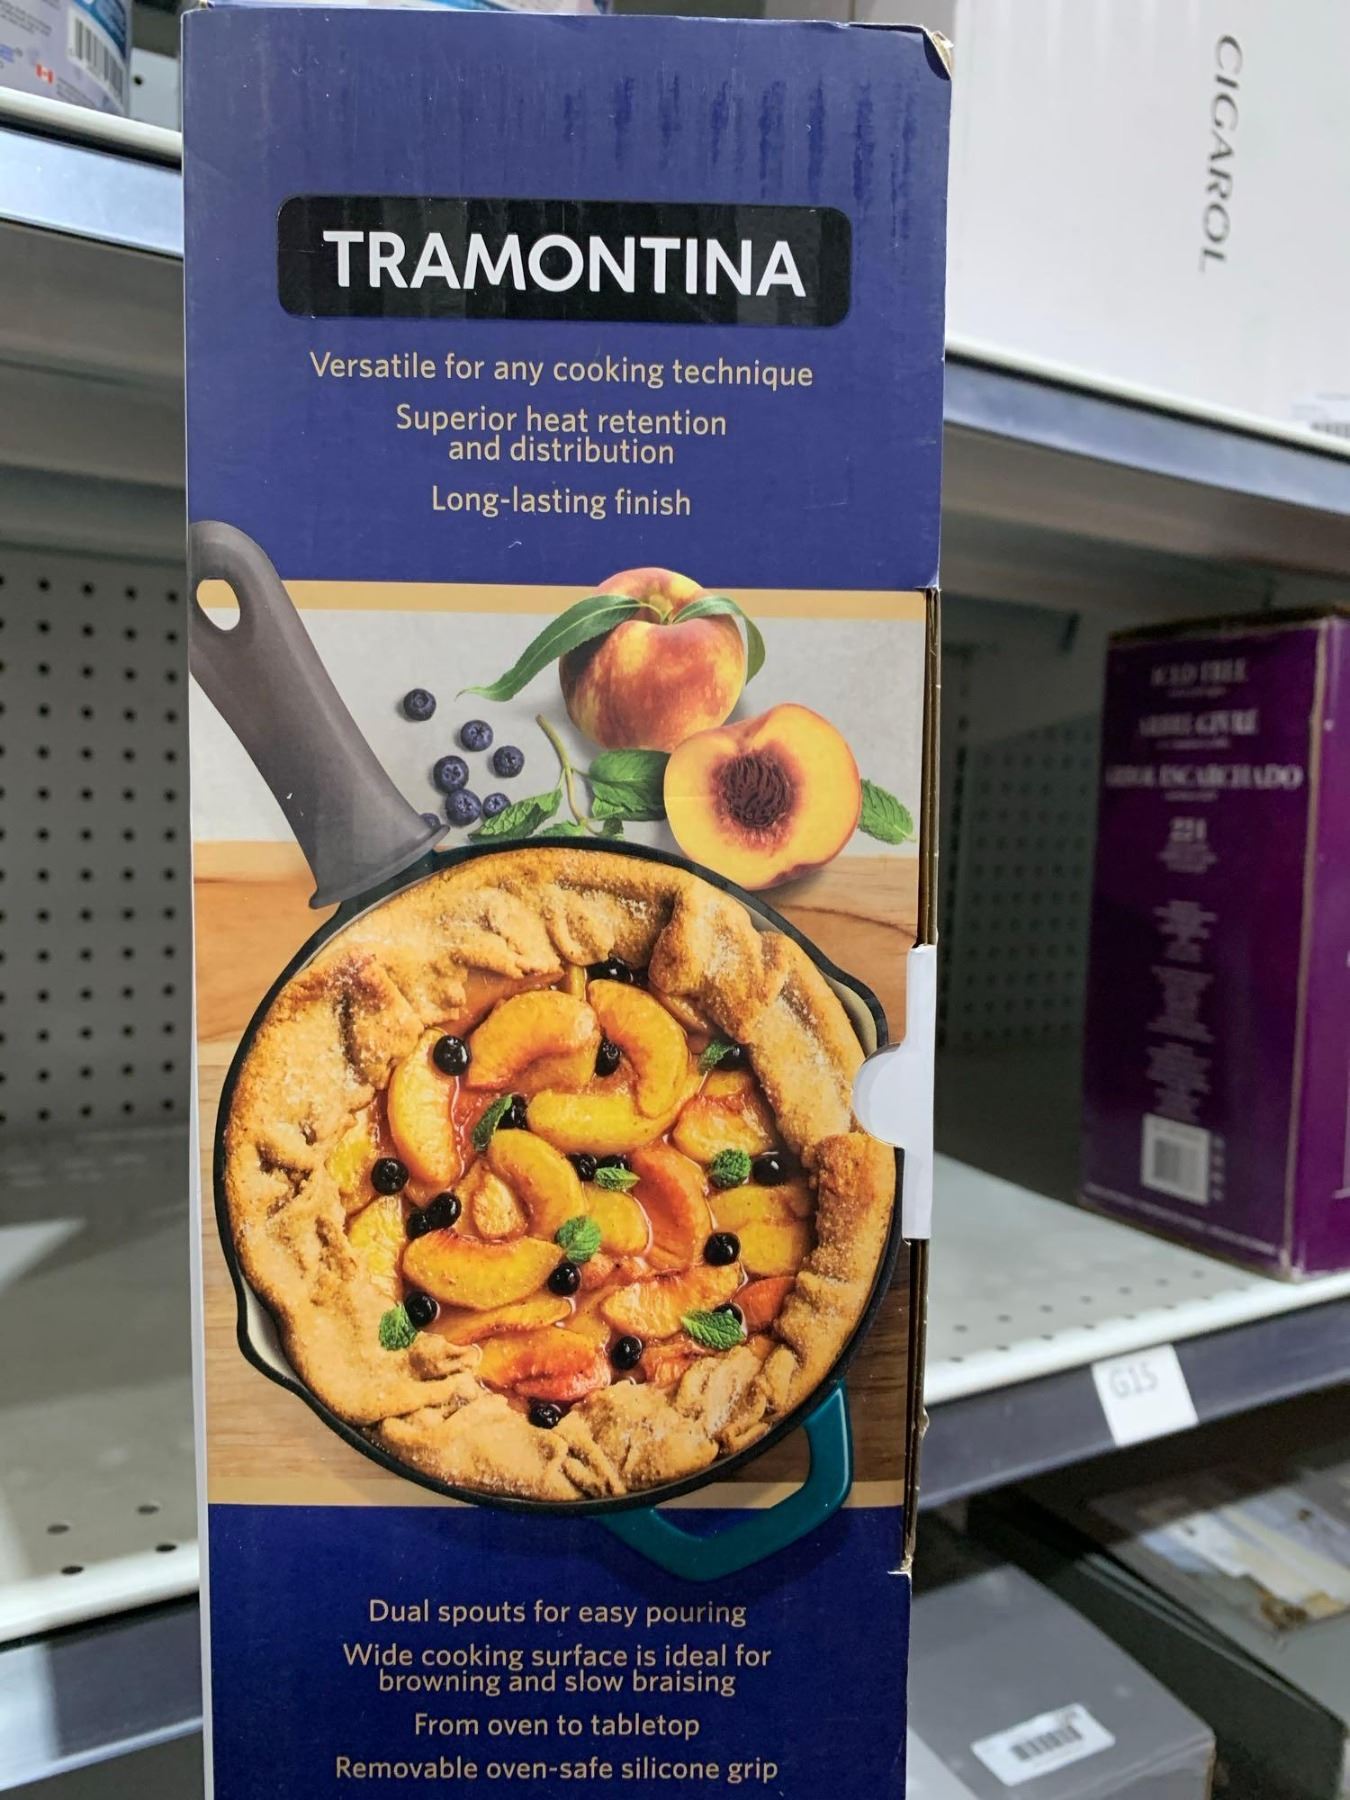 TRAMONTINA
Versatile for any cooking technique
Superior heat retention
and distribution
Long-lasting finish
Dual spouts for easy pouring
Wide cooking surface is ideal for
browning and slow braising
From oven to tabletop
Removable oven-safe silicone grip
CIGAROL
G15